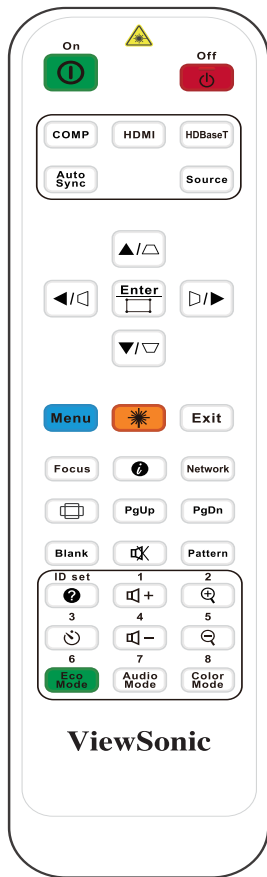 On Off
COMP HDMI HDBaseT
Auto
Sync
Source
Enter
Menu Exit
Focus i Network
PgUp PgDn
Blank Pattern
ID set 1 2
? + 
3 4 5
−
6 7 8
Eco
Mode
Audio
Mode
Color
Mode
ViewSonic